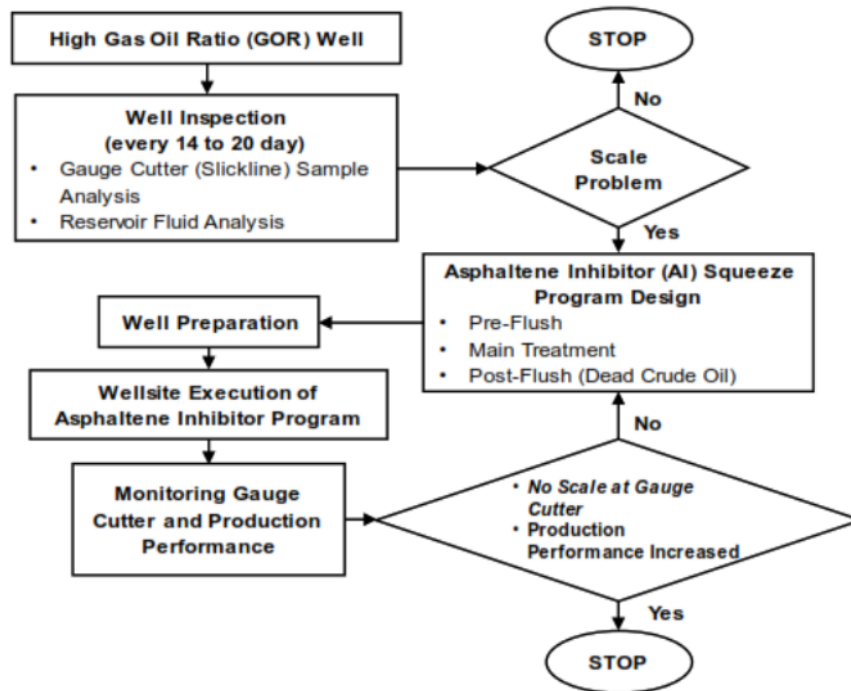 High Gas Oil Ratio (GOR) Well
STOP
Well Inspection
(every 14 to 20 day)
• Gauge Cutter (Slickline) Sample
Analysis
• Reservoir Fluid Analysis
No
Scale
Problem
Yes
Asphaltene Inhibitor (AI) Squeeze
Program Design
• Pre-Flush
• Main Treatment
• Post-Flush (Dead Crude Oil)
Well Preparation
Wellsite Execution of
Asphaltene Inhibitor Program
Monitoring Gauge
Cutter and Production
Performance
No
• No Scale at Gauge
Cutter
• Production
Performance Increased
Yes
STOP